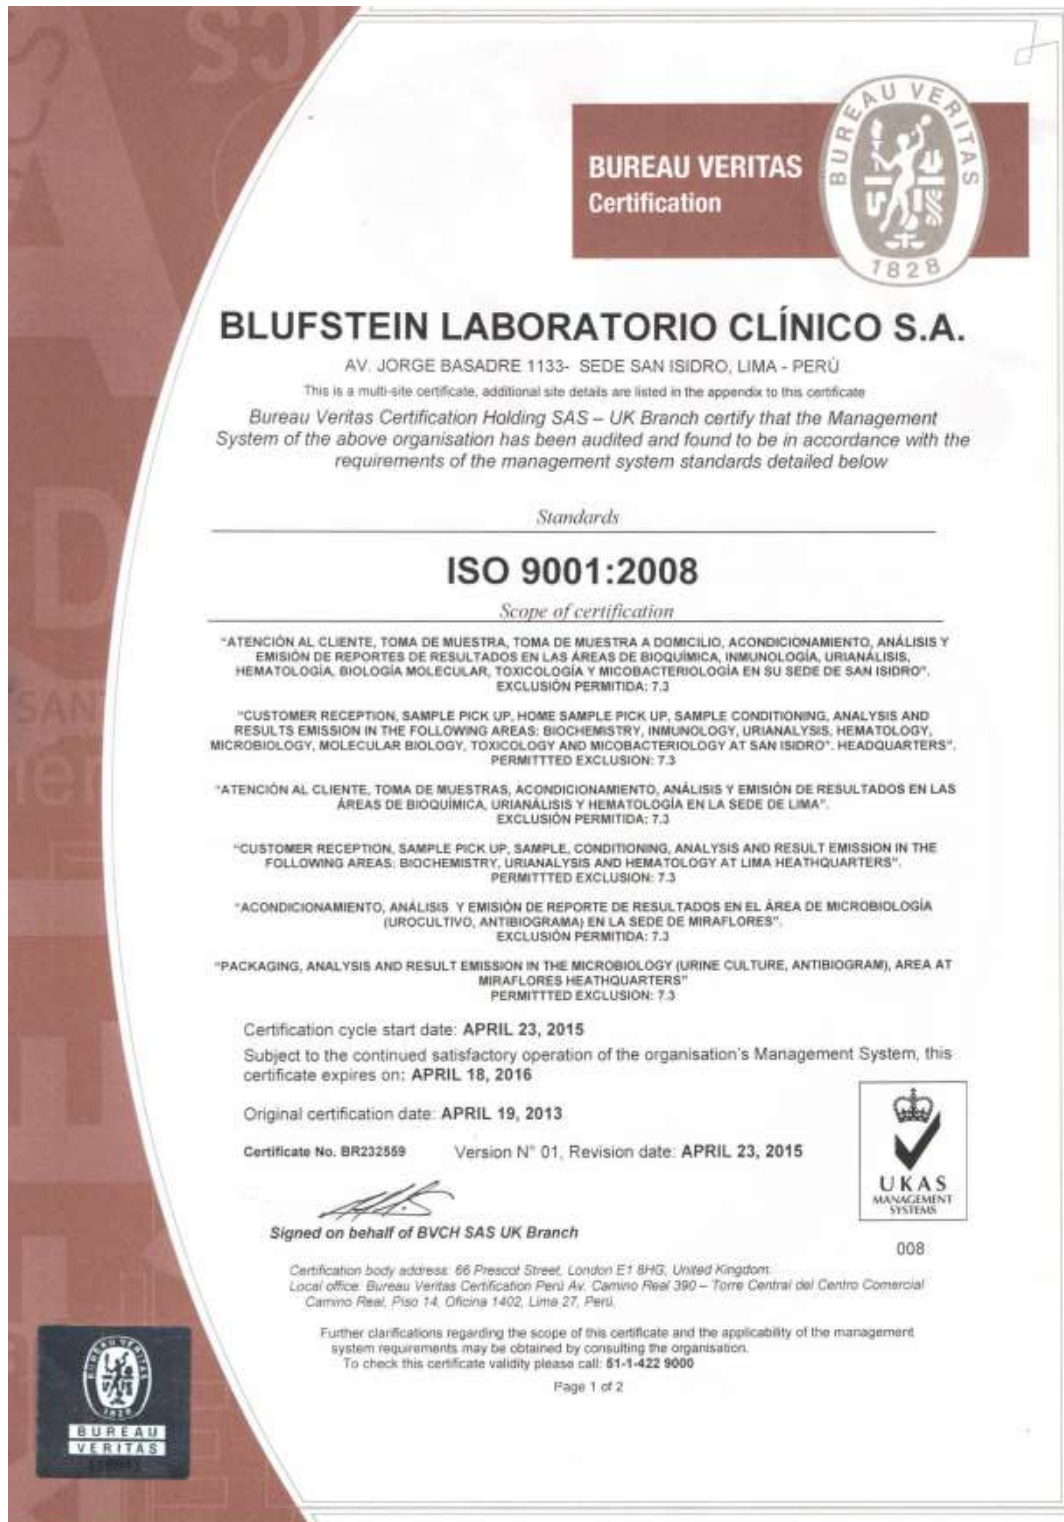 BUREAU VERITAS
Certification
BUREAU VERITAS
1828
BLUFSTEIN LABORATORIO CLÍNICO S.A.
AV. JORGE BASADRE 1133- SEDE SAN ISIDRO, LIMA - PERÚ
This is a multi-site certificate, additional site details are listed in the appendix to this certificate
Bureau Veritas Certification Holding SAS – UK Branch certify that the Management
System of the above organisation has been audited and found to be in accordance with the
requirements of the management system standards detailed below
Standards
ISO 9001:2008
Scope of certification
"ATENCIÓN AL CLIENTE, TOMA DE MUESTRA, TOMA DE MUESTRA A DOMICILIO, ACONDICIONAMIENTO, ANÁLISIS Y
EMISIÓN DE REPORTES DE RESULTADOS EN LAS ÁREAS DE BIOQUÍMICA, INMUNOLOGÍA, URIANÁLISIS,
HEMATOLOGÍA, BIOLOGÍA MOLECULAR, TOXICOLOGÍA Y MICOBACTERIOLOGÍA EN SU SEDE DE SAN ISIDRO".
EXCLUSIÓN PERMITIDA: 7.3
"CUSTOMER RECEPTION, SAMPLE PICK UP, HOME SAMPLE PICK UP, SAMPLE CONDITIONING, ANALYSIS AND
RESULTS EMISSION IN THE FOLLOWING AREAS: BIOCHEMISTRY, INMUNOLOGY, URIANALYSIS, HEMATOLOGY,
MICROBIOLOGY, MOLECULAR BIOLOGY, TOXICOLOGY AND MICOBACTERIOLOGY AT SAN ISIDRO". HEADQUARTERS".
PERMITTTED EXCLUSION: 7.3
"ATENCIÓN AL CLIENTE, TOMA DE MUESTRAS, ACONDICIONAMIENTO, ANÁLISIS Y EMISIÓN DE RESULTADOS EN LAS
ÁREAS DE BIOQUÍMICA, URIANÁLISIS Y HEMATOLOGÍA EN LA SEDE DE LIMA".
EXCLUSIÓN PERMITIDA: 7.3
"CUSTOMER RECEPTION, SAMPLE PICK UP, SAMPLE, CONDITIONING, ANALYSIS AND RESULT EMISSION IN THE
FOLLOWING AREAS: BIOCHEMISTRY, URIANALYSIS AND HEMATOLOGY AT LIMA HEATHQUARTERS".
PERMITTTED EXCLUSION: 7.3
"ACONDICIONAMIENTO, ANÁLISIS Y EMISIÓN DE REPORTE DE RESULTADOS EN EL ÁREA DE MICROBIOLOGÍA
(UROCULTIVO, ANTIBIOGRAMA) EN LA SEDE DE MIRAFLORES".
EXCLUSIÓN PERMITIDA: 7.3
"PACKAGING, ANALYSIS AND RESULT EMISSION IN THE MICROBIOLOGY (URINE CULTURE, ANTIBIOGRAM), AREA AT
MIRAFLORES HEATHQUARTERS"
PERMITTTED EXCLUSION: 7.3
Certification cycle start date: APRIL 23, 2015
Subject to the continued satisfactory operation of the organisation's Management System, this
certificate expires on: APRIL 18, 2016
Original certification date: APRIL 19, 2013
Certificate No. BR232559 Version N° 01, Revision date: APRIL 23, 2015
UKAS
MANAGEMENT
SYSTEMS
008
Signed on behalf of BVCH SAS UK Branch
Certification body address: 66 Prescot Street, London E1 8HG, United Kingdom.
Local office: Bureau Veritas Certification Perú Av. Camino Real 390 – Torre Central del Centro Comercial
Camino Real, Piso 14, Oficina 1402, Lima 27, Perú.
Further clarifications regarding the scope of this certificate and the applicability of the management
system requirements may be obtained by consulting the organisation.
To check this certificate validity please call: 51-1-422 9000
Page 1 of 2
BUREAU VERITAS
1828
BUREAU
VERITAS